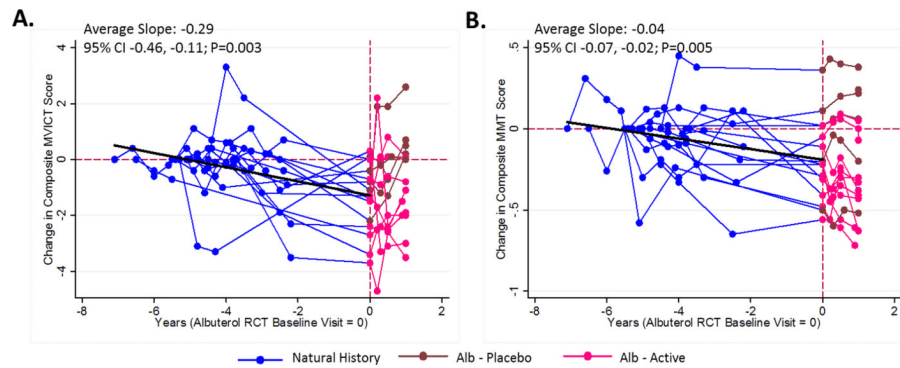 A.
Average Slope: -0.29
95% CI -0.46, -0.11; P=0.003
Change in Composite MVICT Score
4
2
0
-2
-4
-8
-6
-4
-2
0
2
Years (Albuterol RCT Baseline Visit = 0)
B.
Average Slope: -0.04
95% CI -0.07, -0.02; P=0.005
Change in Composite MMT Score
.5
0
-.5
-1
-8
-6
-4
-2
0
2
Years (Albuterol RCT Baseline Visit = 0)
Natural History
Alb - Placebo
Alb - Active